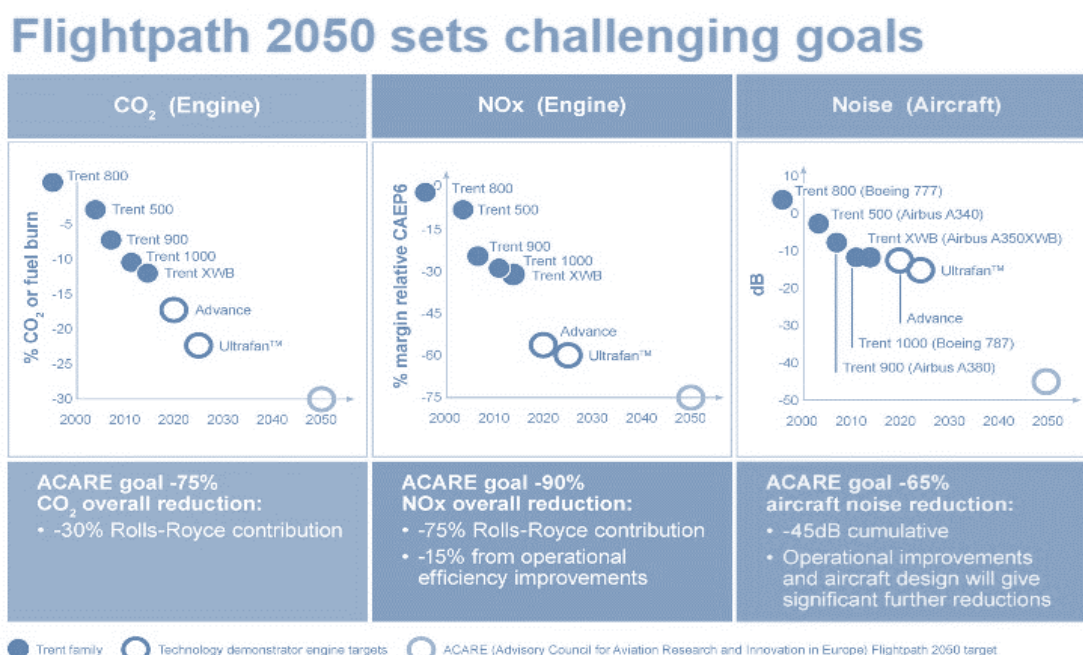 Flightpath 2050 sets challenging goals
CO₂ (Engine)
% CO₂ or fuel burn
-5
-10
-15
-20
-25
-30
Trent 800
Trent 500
Trent 900
Trent 1000
Trent XWB
Advance
Ultrafan™
2000 2010 2020 2030 2040 2050
ACARE goal -75%
CO₂ overall reduction:
• -30% Rolls-Royce contribution
NOx (Engine)
% margin relative CAEP6
0
-15
-30
-45
-60
-75
Trent 800
Trent 500
Trent 900
Trent 1000
Trent XWB
Advance
Ultrafan™
2000 2010 2020 2030 2040 2050
ACARE goal -90%
NOx overall reduction:
• -75% Rolls-Royce contribution
• -15% from operational
efficiency improvements
Noise (Aircraft)
dB
10
0
-10
-20
-30
-40
-50
Trent 800 (Boeing 777)
Trent 500 (Airbus A340)
Trent XWB (Airbus A350XWB)
Ultrafan™
Advance
Trent 1000 (Boeing 787)
Trent 900 (Airbus A380)
2000 2010 2020 2030 2040 2050
ACARE goal -65%
aircraft noise reduction:
• -45dB cumulative
• Operational improvements
and aircraft design will give
significant further reductions
Trent family
Technology demonstrator engine targets
ACARE (Advisory Council for Aviation Research and Innovation in Europe) Flightpath 2050 target